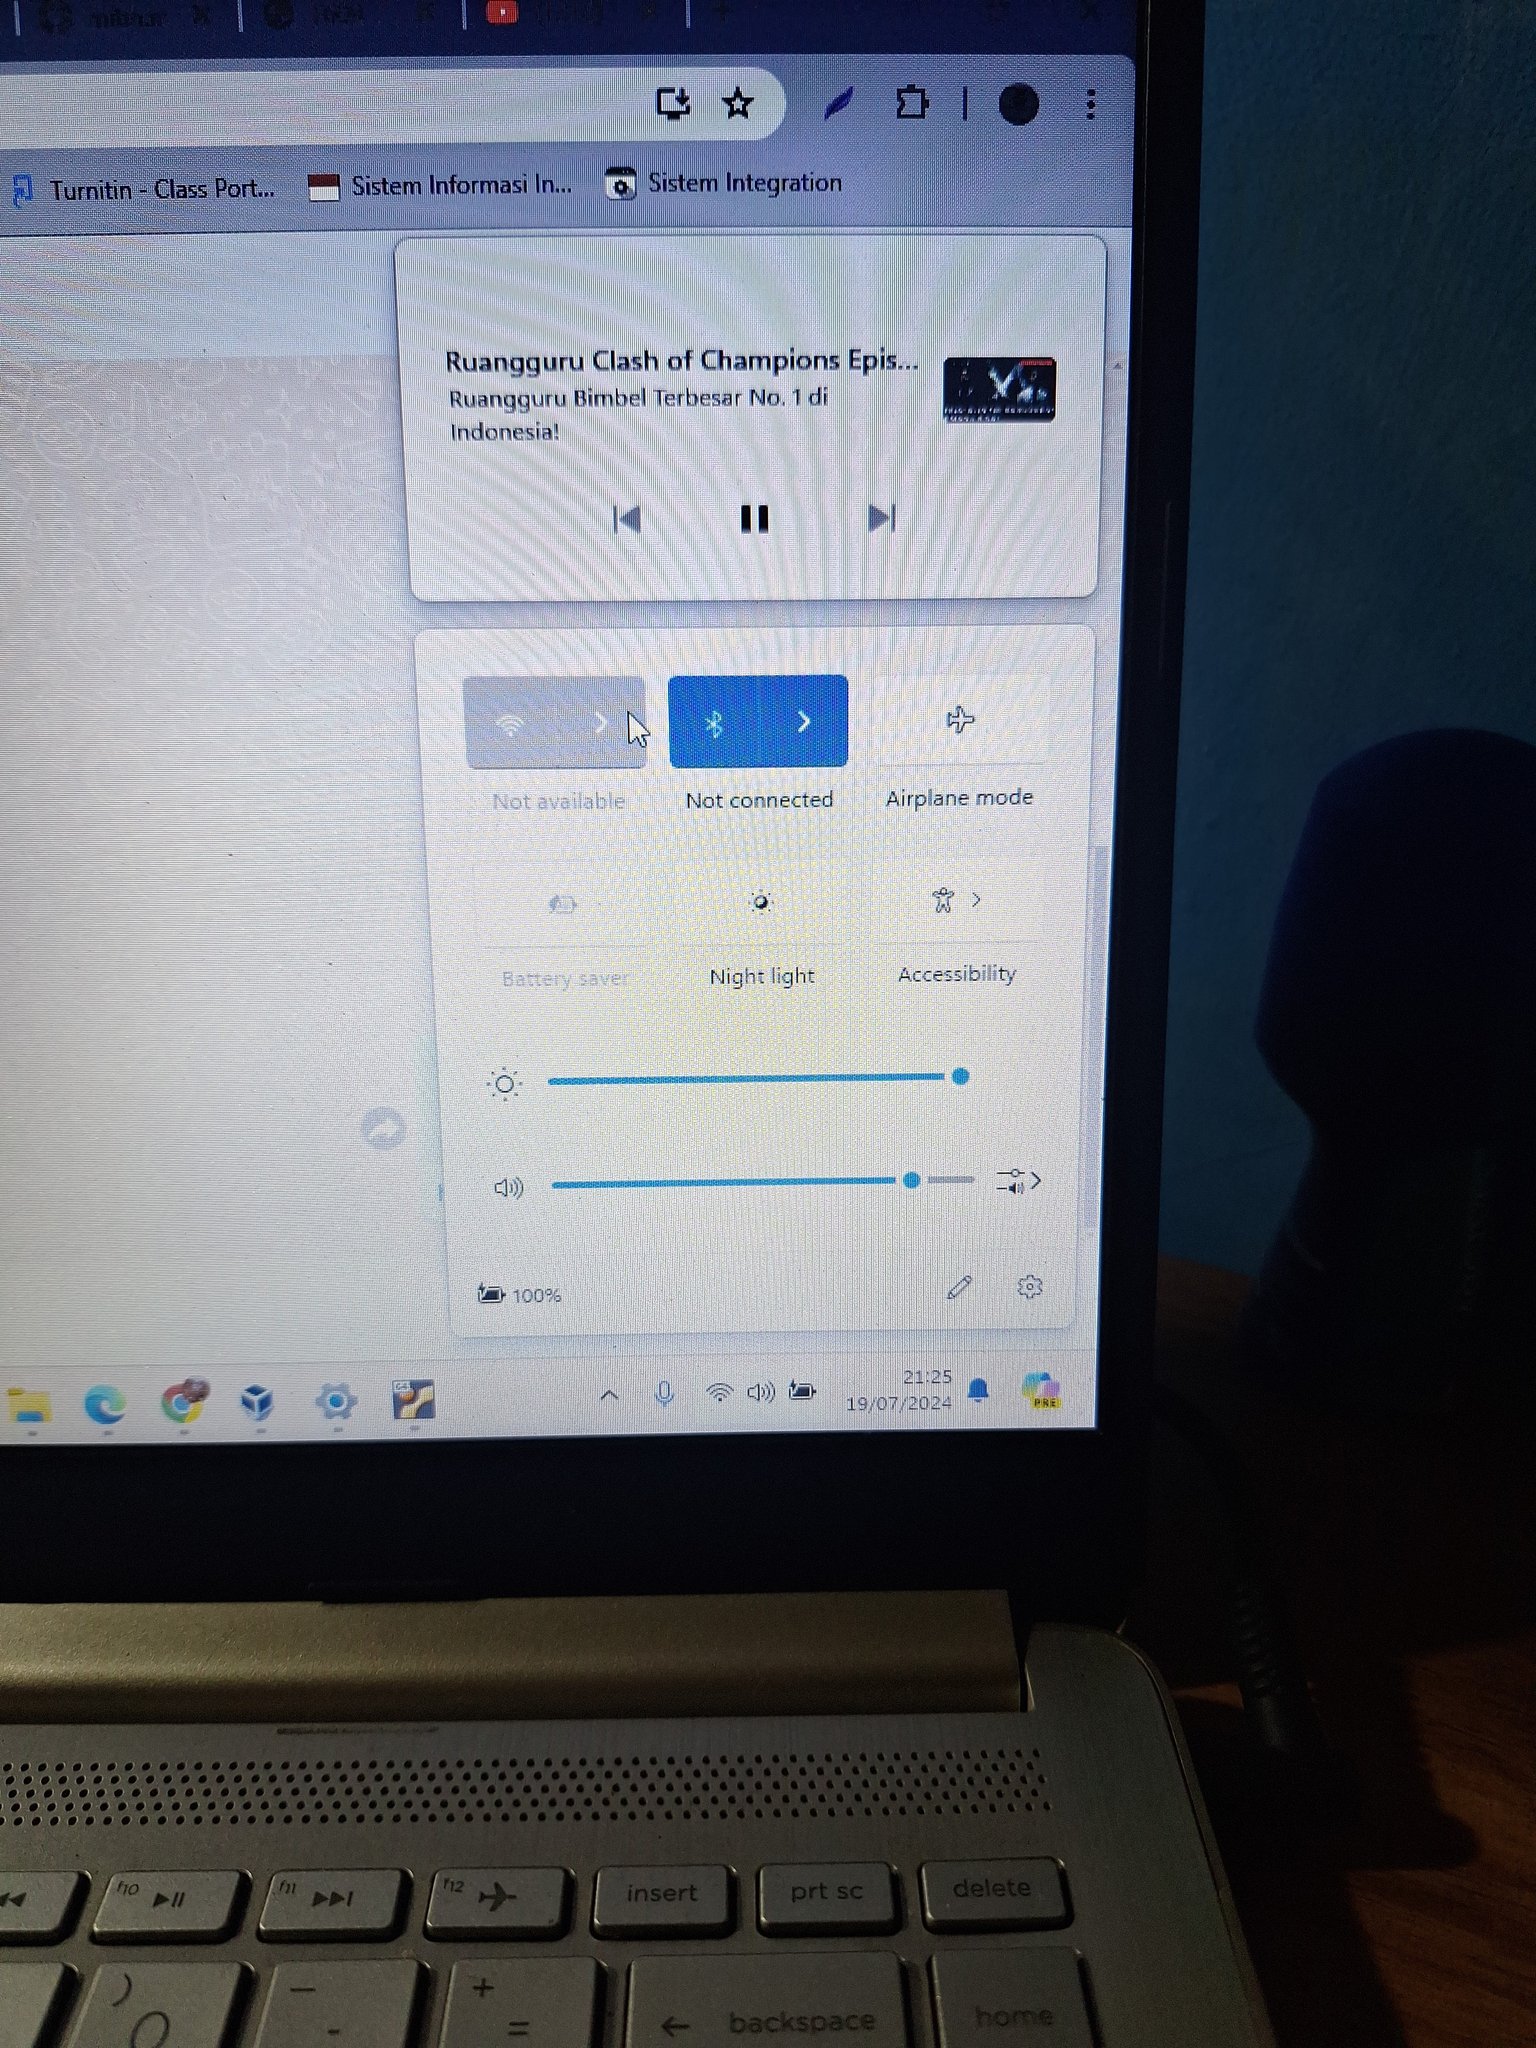 Turnitin - Class Port...
Sistem Informasi In...
Sistem Integration
Ruangguru Clash of Champions Epis...
Ruangguru Bimbel Terbesar No. 1 di
Indonesia!
Not available
Not connected
Airplane mode
Battery saver
Night light
Accessibility
100%
21:25
19/07/2024
PRE
f10
f11
f12
insert
prt sc
delete
)
0
-
-
+
=
← backspace
home